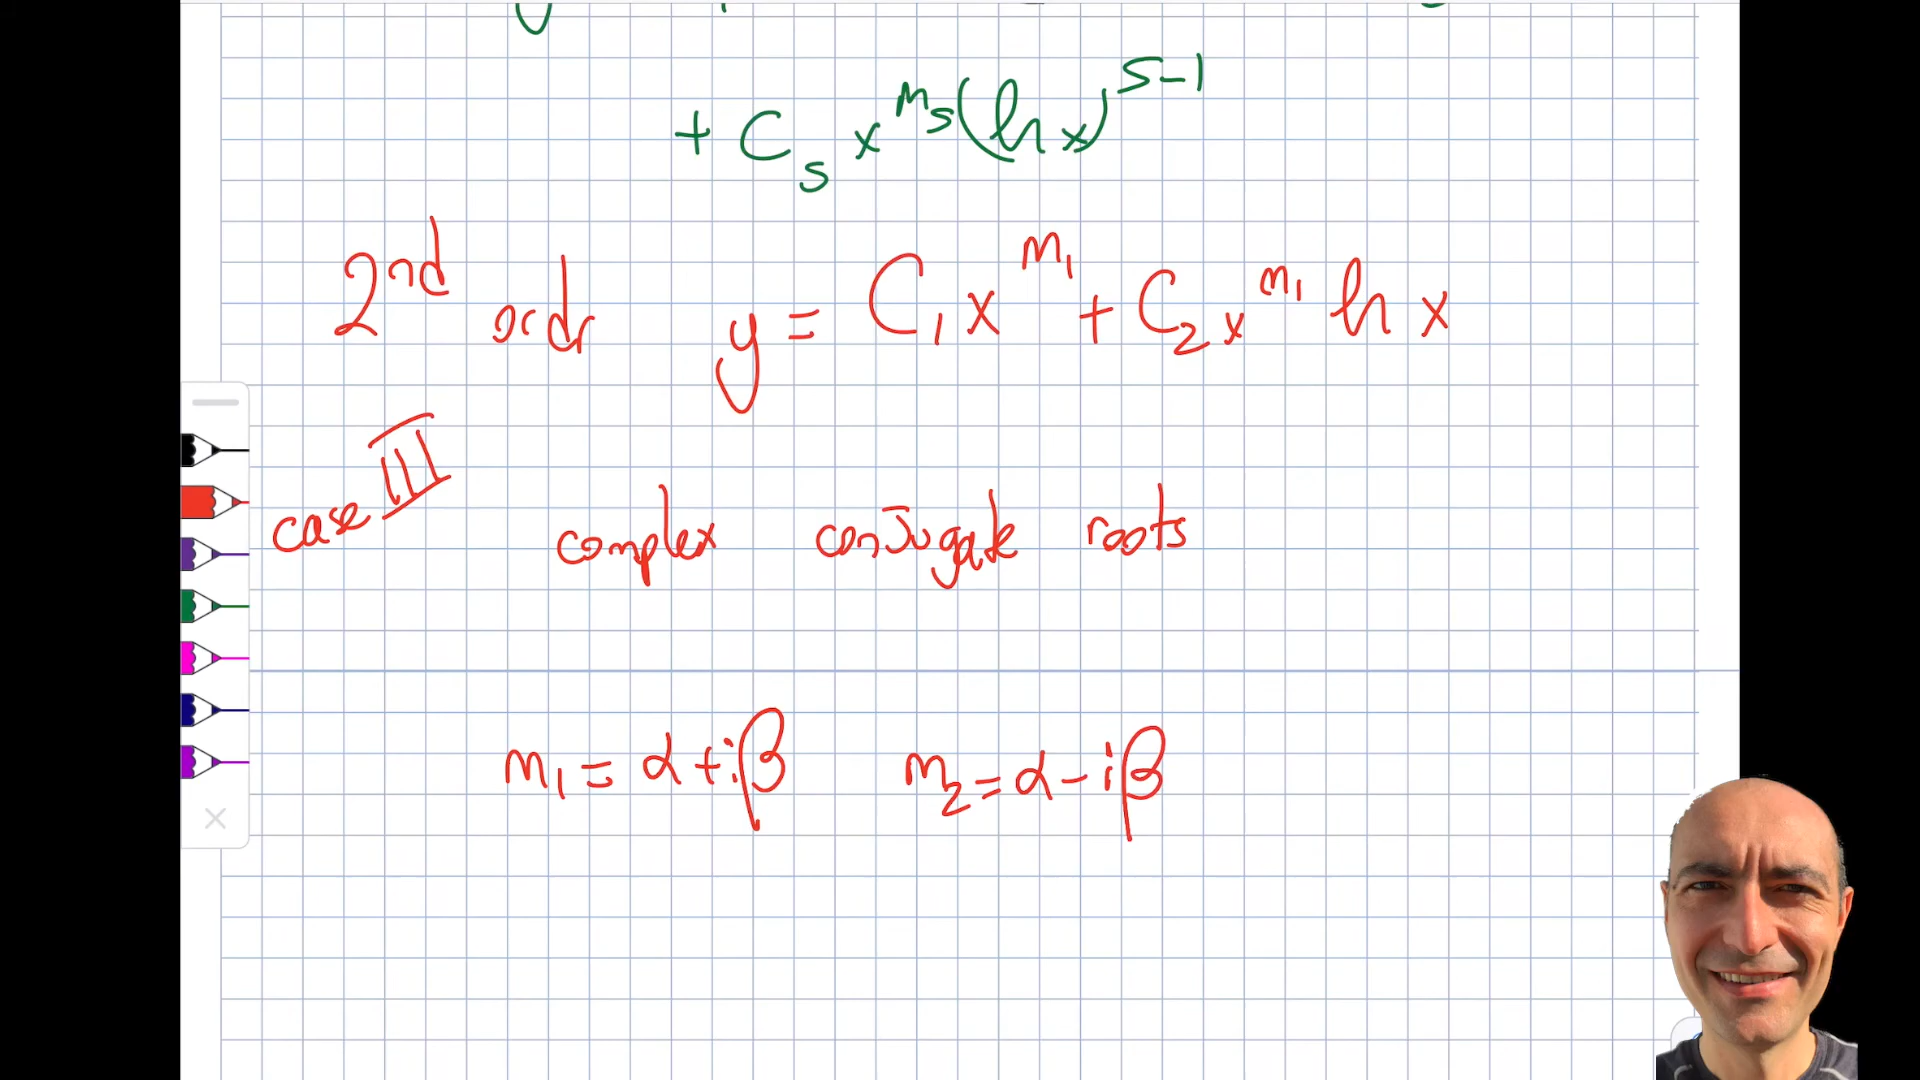 + C_s x^{m_s} (ln x)^{s-1}
2nd ordr y = C_1 x^{m_1} + C_2 x^{m_1} ln x
case III complex conjugate roots
m_1 = α + iβ m_2 = α - iβ